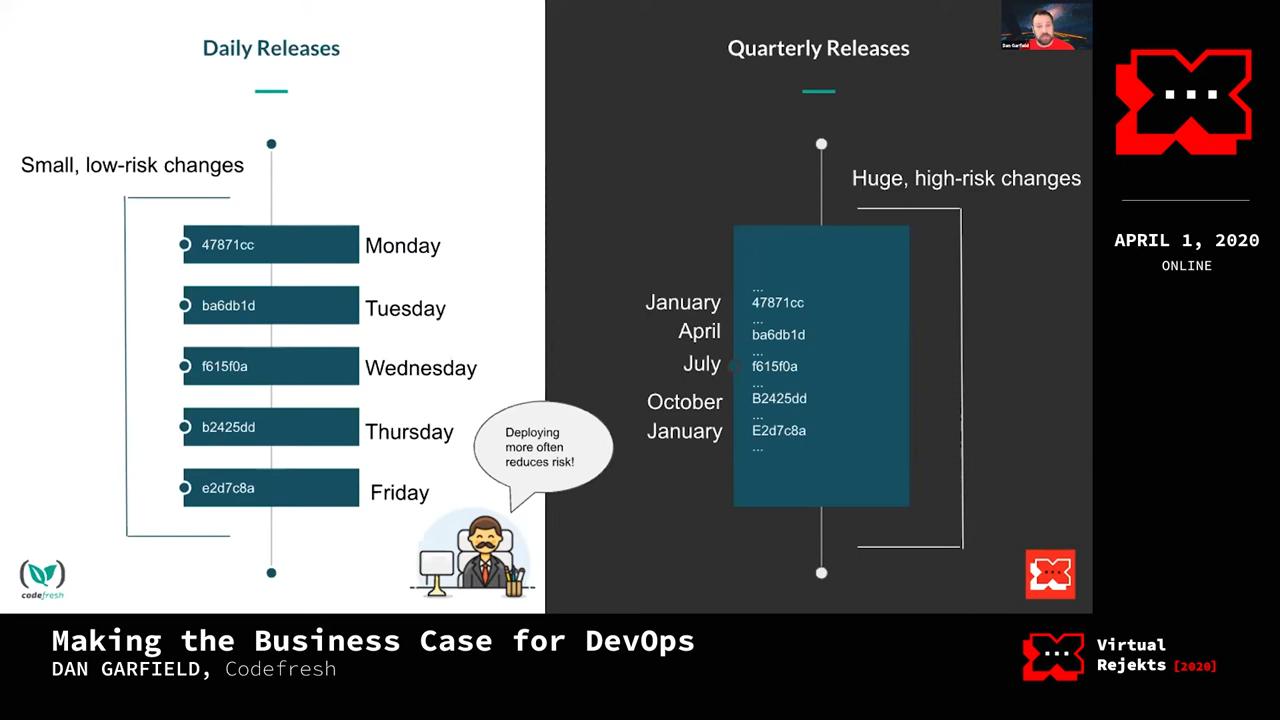 Daily Releases
Small, low-risk changes
47871cc
Monday
ba6db1d
Tuesday
f615f0a
Wednesday
b2425dd
Thursday
e2d7c8a
Friday
Deploying
more often
reduces risk!
codefresh
Quarterly Releases
Huge, high-risk changes
...
January
47871cc
...
April
ba6db1d
...
July
f615f0a
...
October
B2425dd
...
January
E2d7c8a
...
Dan Garfield
APRIL 1, 2020
ONLINE
Making the Business Case for DevOps
DAN GARFIELD, Codefresh
Virtual
Rejekts [2020]